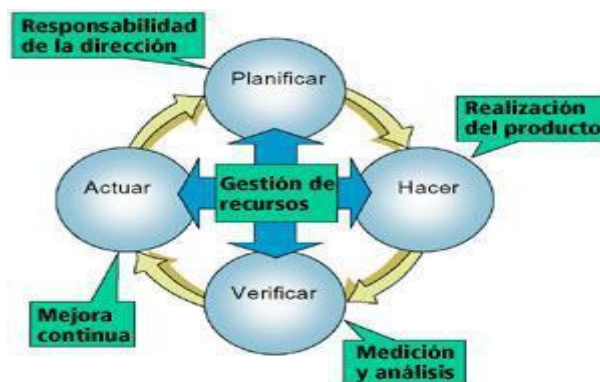 Responsabilidad
de la dirección
Planificar
Realización
del producto
Actuar
Gestión de
recursos
Hacer
Verificar
Mejora
continua
Medición
y análisis